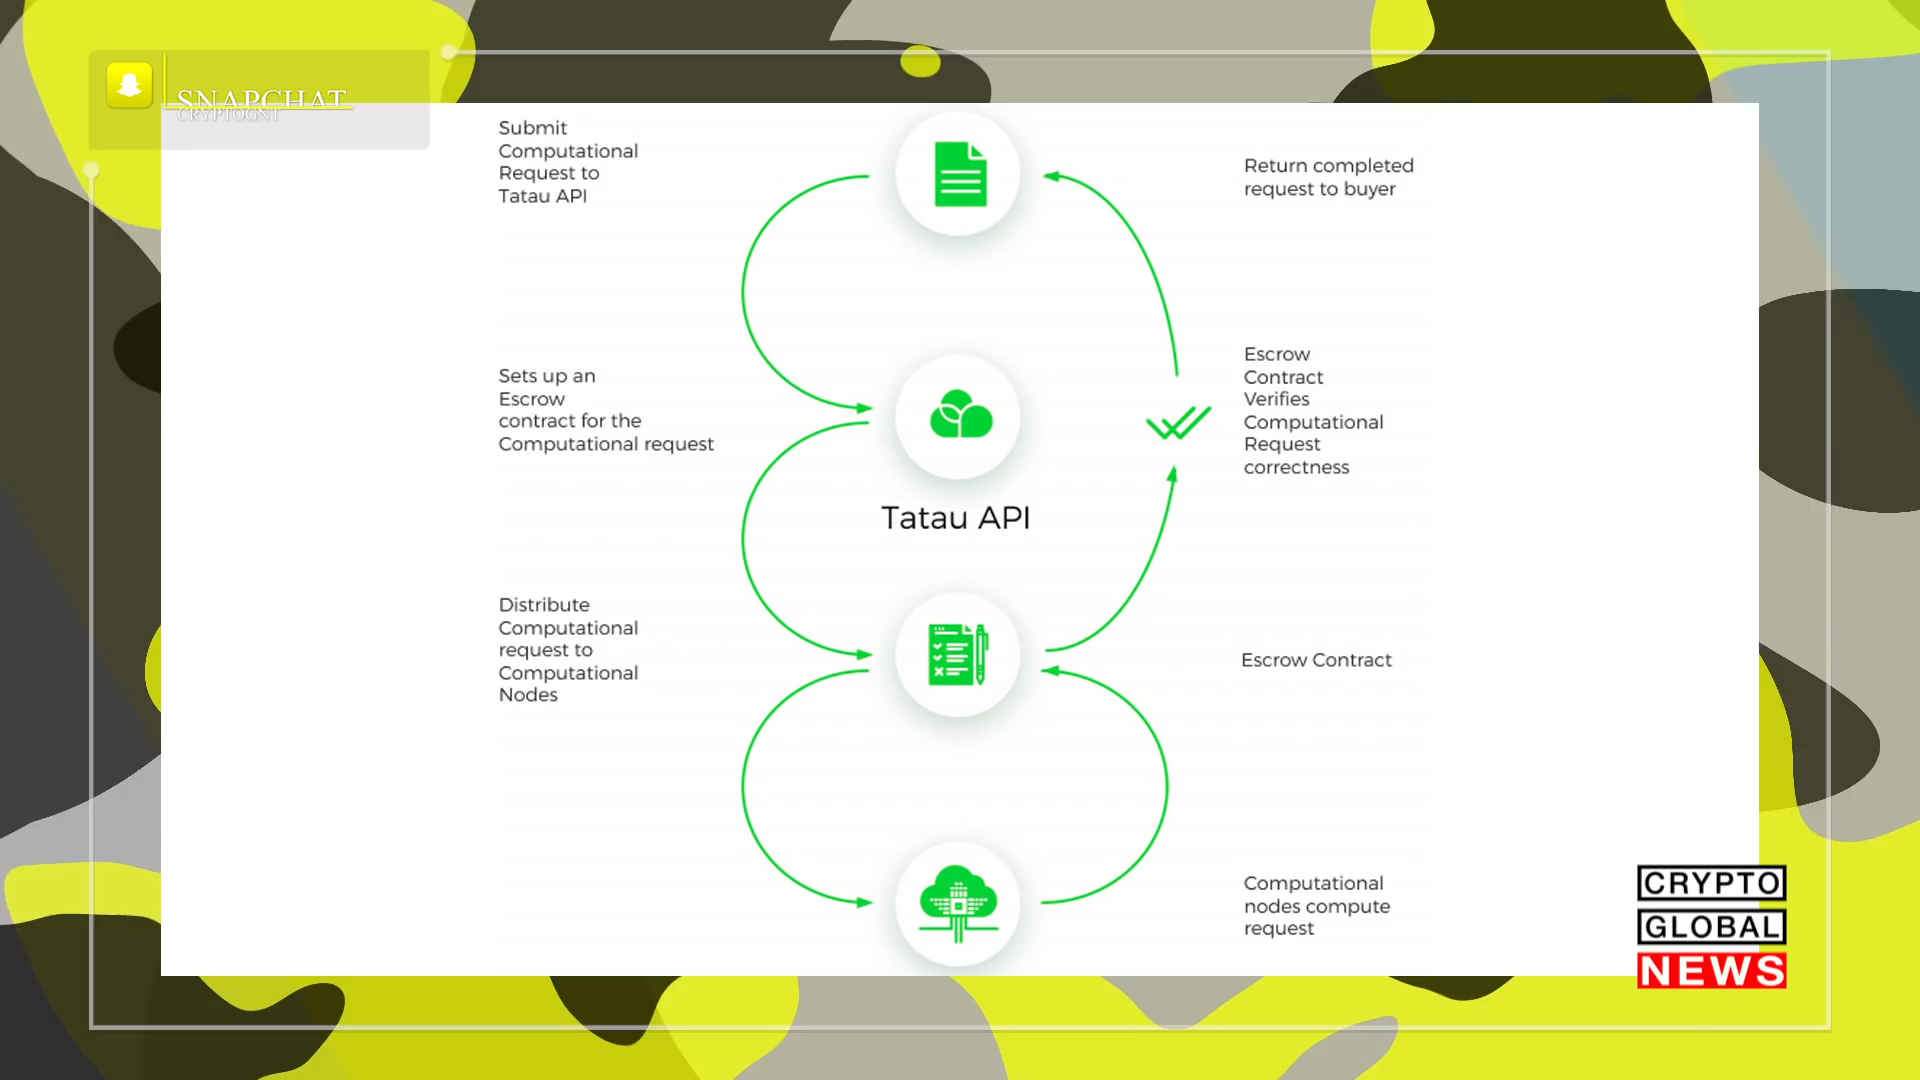 SNAPCHAT
CRYPTOGNT
Submit
Computational
Request to
Tatau API
Return completed
request to buyer
Sets up an
Escrow
contract for the
Computational request
Escrow
Contract
Verifies
Computational
Request
correctness
Tatau API
Distribute
Computational
request to
Computational
Nodes
Escrow Contract
Computational
nodes compute
request
CRYPTO
GLOBAL
NEWS